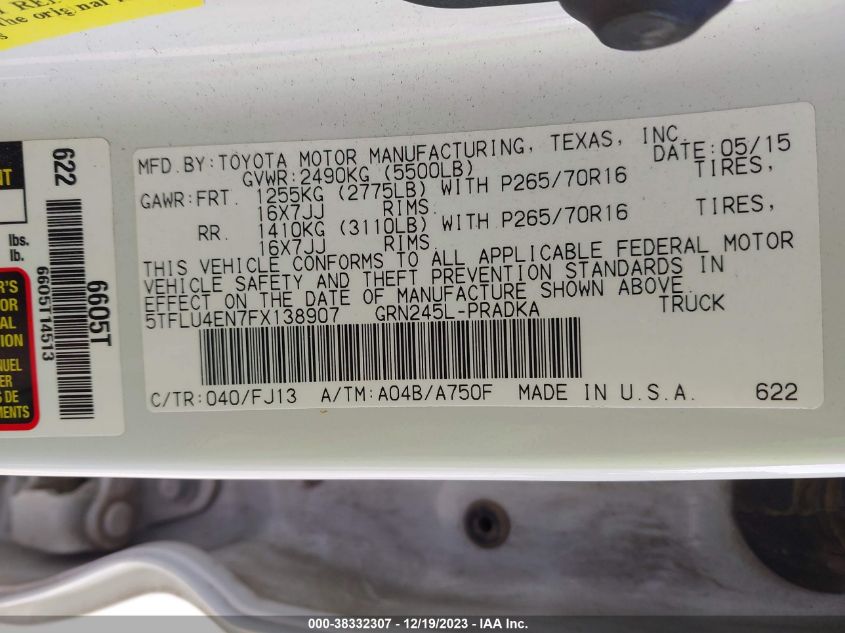 the original
MFD.BY:TOYOTA MOTOR MANUFACTURING, TEXAS, INC.
GVWR:2490KG (5500LB) DATE:05/15
GAWR:FRT. 1255KG (2775LB) WITH P265/70R16 TIRES,
16X7JJ RIMS.
RR. 1410KG (3110LB) WITH P265/70R16 TIRES,
16X7JJ RIMS.
THIS VEHICLE CONFORMS TO ALL APPLICABLE FEDERAL MOTOR
VEHICLE SAFETY AND THEFT PREVENTION STANDARDS IN
EFFECT ON THE DATE OF MANUFACTURE SHOWN ABOVE.
5TFLU4EN7FX138907 GRN245L-PRADKA TRUCK
C/TR:040/FJ13 A/TM:A04B/A750F MADE IN U.S.A. 622
622
6605T
6605T14513
lbs.
lb.
000-38332307 - 12/19/2023 - IAA Inc.